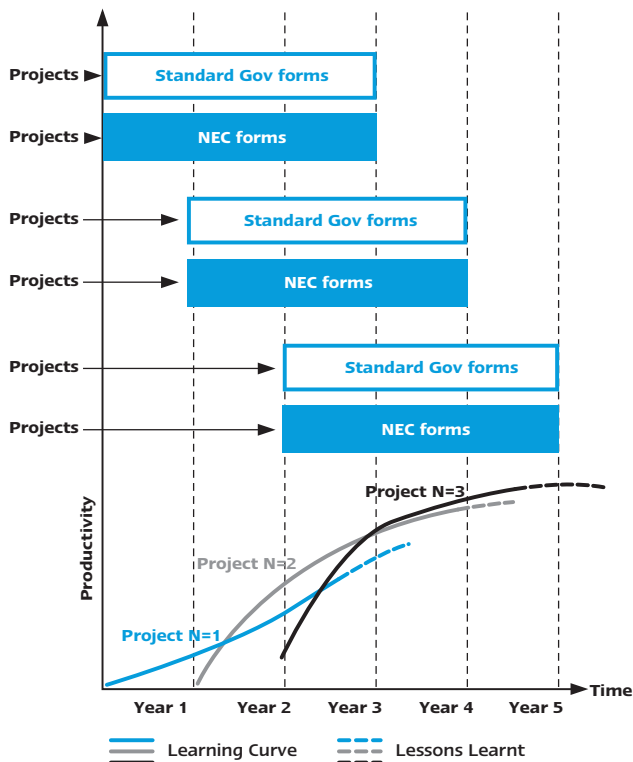 Projects
Standard Gov forms
Projects
NEC forms
Projects
Standard Gov forms
Projects
NEC forms
Projects
Standard Gov forms
Projects
NEC forms
Productivity
Project N=3
Project N=2
Project N=1
Time
Year 1
Year 2
Year 3
Year 4
Year 5
Learning Curve
Lessons Learnt